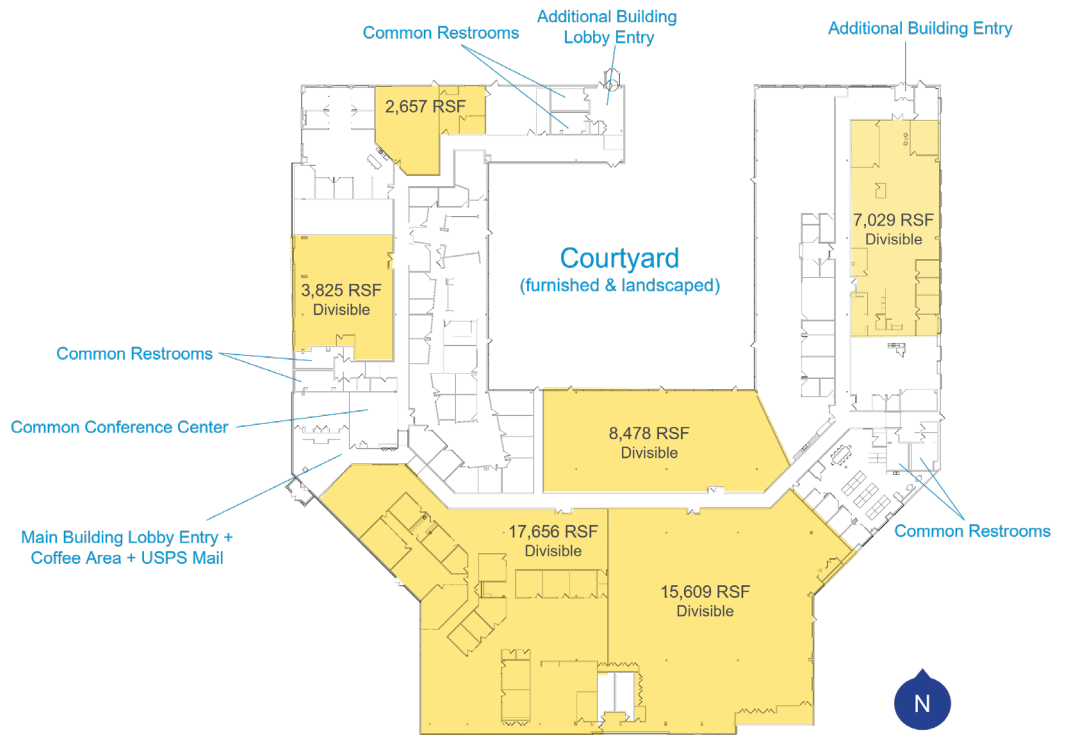 Additional Building
Lobby Entry
Common Restrooms
Additional Building Entry
2,657 RSF
7,029 RSF
Divisible
Courtyard
(furnished & landscaped)
3,825 RSF
Divisible
Common Restrooms
Common Conference Center
8,478 RSF
Divisible
Main Building Lobby Entry +
Coffee Area + USPS Mail
17,656 RSF
Divisible
Common Restrooms
15,609 RSF
Divisible
N